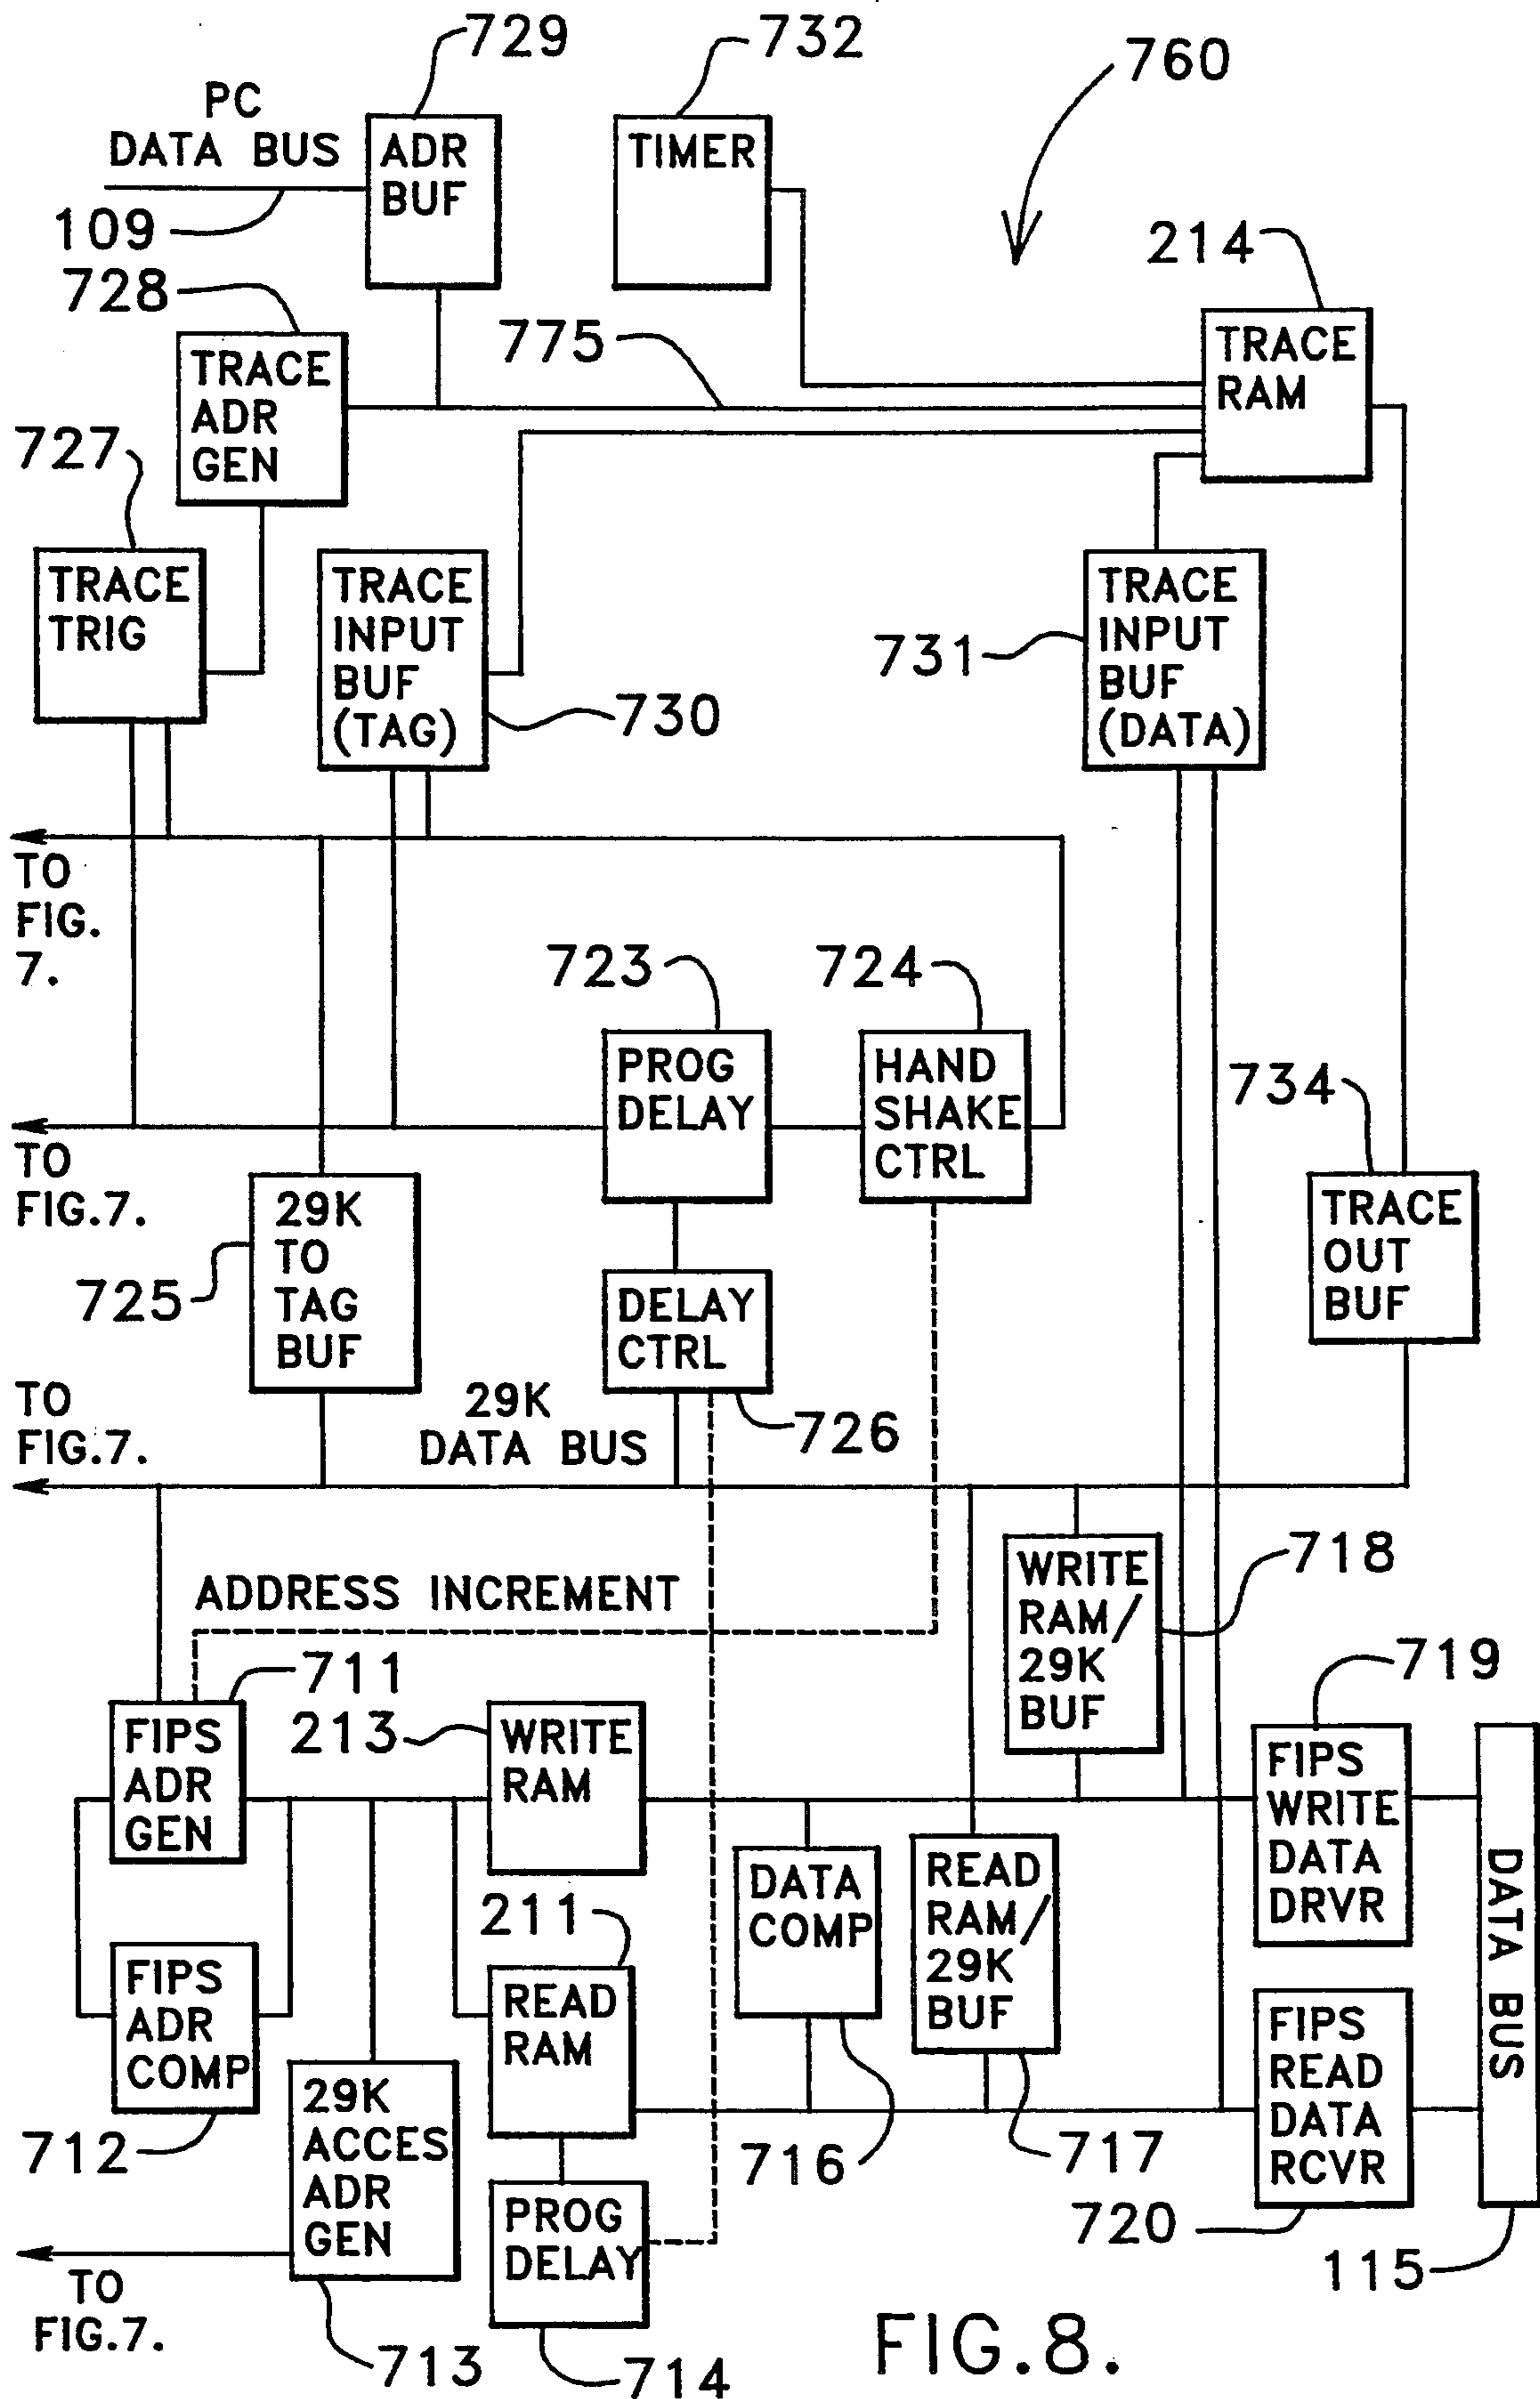 729
732
760
PC
DATA BUS
ADR
BUF
TIMER
109
214
728
775
TRACE
RAM
TRACE
ADR
GEN
727
TRACE
TRIG
TRACE
INPUT
BUF
(TAG)
730
731
TRACE
INPUT
BUF
(DATA)
TO
FIG.
7.
723
724
PROG
DELAY
HAND
SHAKE
CTRL
734
TO
FIG.7.
29K
TO
TAG
BUF
725
DELAY
CTRL
726
TRACE
OUT
BUF
TO
FIG.7.
29K
DATA BUS
ADDRESS INCREMENT
WRITE
RAM/
29K
BUF
718
711
213
719
FIPS
ADR
GEN
WRITE
RAM
FIPS
WRITE
DATA
DRVR
DATA BUS
211
DATA
COMP
READ
RAM/
29K
BUF
FIPS
ADR
COMP
READ
RAM
FIPS
READ
DATA
RCVR
712
29K
ACCES
ADR
GEN
716
717
720
PROG
DELAY
115
TO
FIG.7.
713
714
FIG.8.